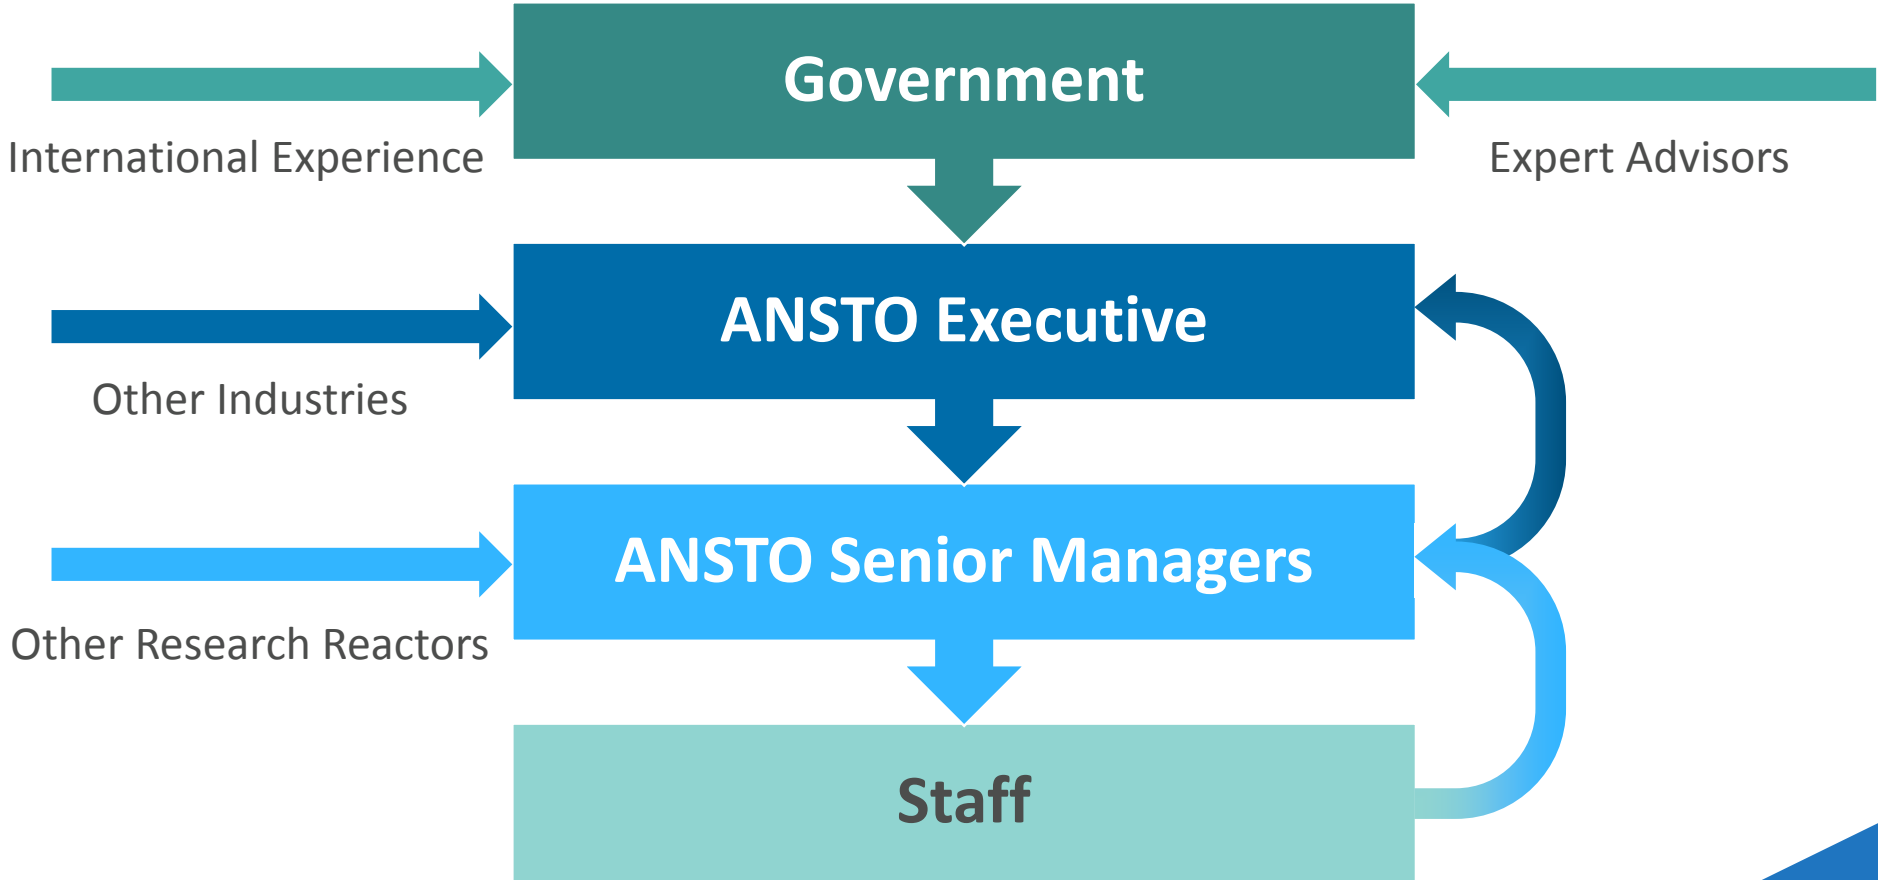 Government
International Experience
Expert Advisors
ANSTO Executive
Other Industries
ANSTO Senior Managers
Other Research Reactors
Staff